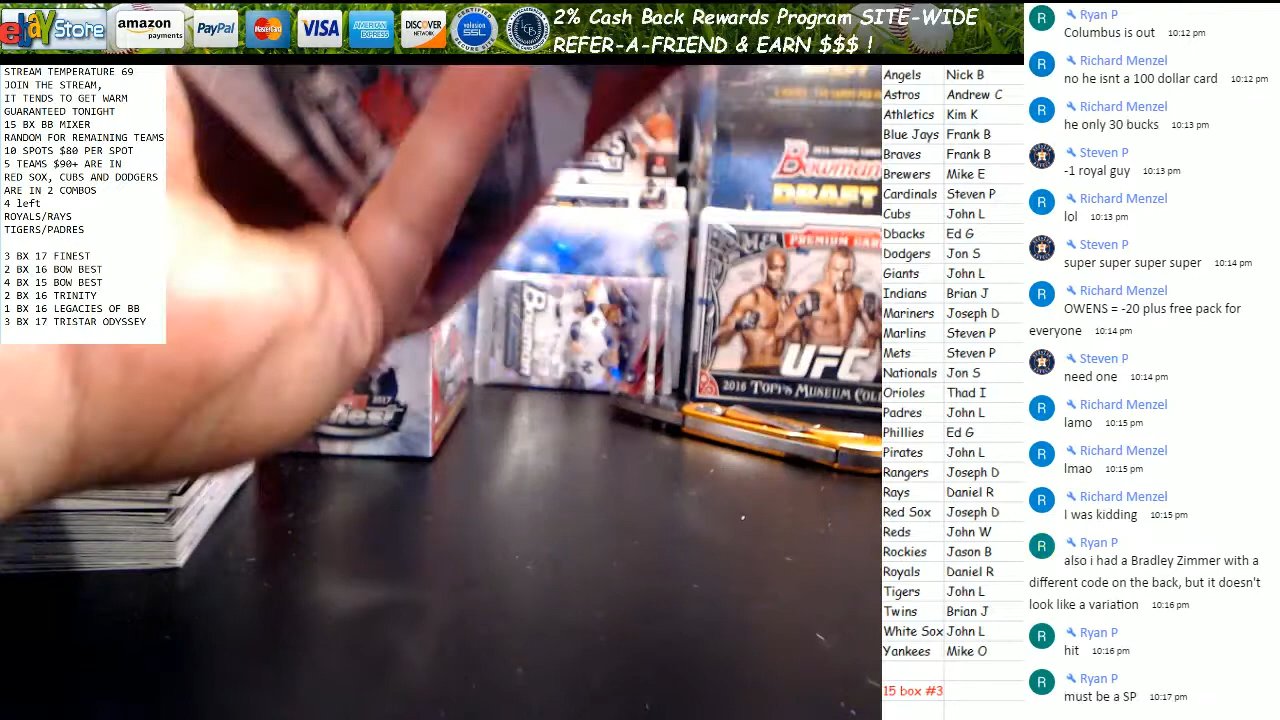 ebay Store
amazon
payments
PayPal
MasterCard
VISA
AMERICAN
EXPRESS
DISCOVER
NETWORK
2% Cash Back Rewards Program SITE-WIDE
REFER-A-FRIEND & EARN $$$ !
STREAM TEMPERATURE 69
JOIN THE STREAM,
IT TENDS TO GET WARM
GUARANTEED TONIGHT
15 BX BB MIXER
RANDOM FOR REMAINING TEAMS
10 SPOTS $80 PER SPOT
5 TEAMS $90+ ARE IN
RED SOX, CUBS AND DODGERS
ARE IN 2 COMBOS
4 left
ROYALS/RAYS
TIGERS/PADRES
3 BX 17 FINEST
2 BX 16 BOW BEST
4 BX 15 BOW BEST
2 BX 16 TRINITY
1 BX 16 LEGACIES OF BB
3 BX 17 TRISTAR ODYSSEY
Bowman
DRAFT
PREMIUM CARD
UFC
2016 TOPPS MUSEUM COL
Bowman
2017
Finest
Angels Nick B
Astros Andrew C
Athletics Kim K
Blue Jays Frank B
Braves Frank B
Brewers Mike E
Cardinals Steven P
Cubs John L
Dbacks Ed G
Dodgers Jon S
Giants John L
Indians Brian J
Mariners Joseph D
Marlins Steven P
Mets Steven P
Nationals Jon S
Orioles Thad I
Padres John L
Phillies Ed G
Pirates John L
Rangers Joseph D
Rays Daniel R
Red Sox Joseph D
Reds John W
Rockies Jason B
Royals Daniel R
Tigers John L
Twins Brian J
White Sox John L
Yankees Mike O
15 box #3
R Ryan P
Columbus is out 10:12 pm
R Richard Menzel
no he isnt a 100 dollar card 10:12 pm
R Richard Menzel
he only 30 bucks 10:13 pm
Steven P
-1 royal guy 10:13 pm
R Richard Menzel
lol 10:13 pm
Steven P
super super super super 10:14 pm
R Richard Menzel
OWENS = -20 plus free pack for
everyone 10:14 pm
Steven P
need one 10:14 pm
R Richard Menzel
lamo 10:15 pm
R Richard Menzel
lmao 10:15 pm
R Richard Menzel
I was kidding 10:15 pm
R Ryan P
also i had a Bradley Zimmer with a
different code on the back, but it doesn't
look like a variation 10:16 pm
R Ryan P
hit 10:16 pm
R Ryan P
must be a SP 10:17 pm